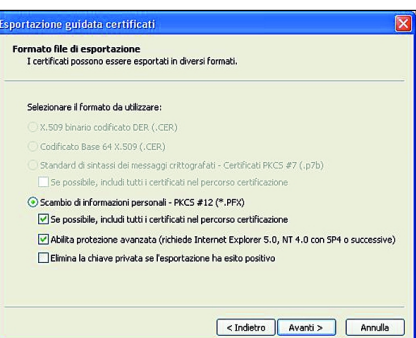 Esportazione guidata certificati
Formato file di esportazione
I certificati possono essere esportati in diversi formati.
Selezionare il formato da utilizzare:
X.509 binario codificato DER (.CER)
Codificato Base 64 X.509 (.CER)
Standard di sintassi dei messaggi crittografati - Certificati PKCS #7 (.p7b)
Se possibile, includi tutti i certificati nel percorso certificazione
Scambio di informazioni personali - PKCS #12 (*.PFX)
Se possibile, includi tutti i certificati nel percorso certificazione
Abilita protezione avanzata (richiede Internet Explorer 5.0, NT 4.0 con SP4 o successive)
Elimina la chiave privata se l'esportazione ha esito positivo
< Indietro
Avanti >
Annulla